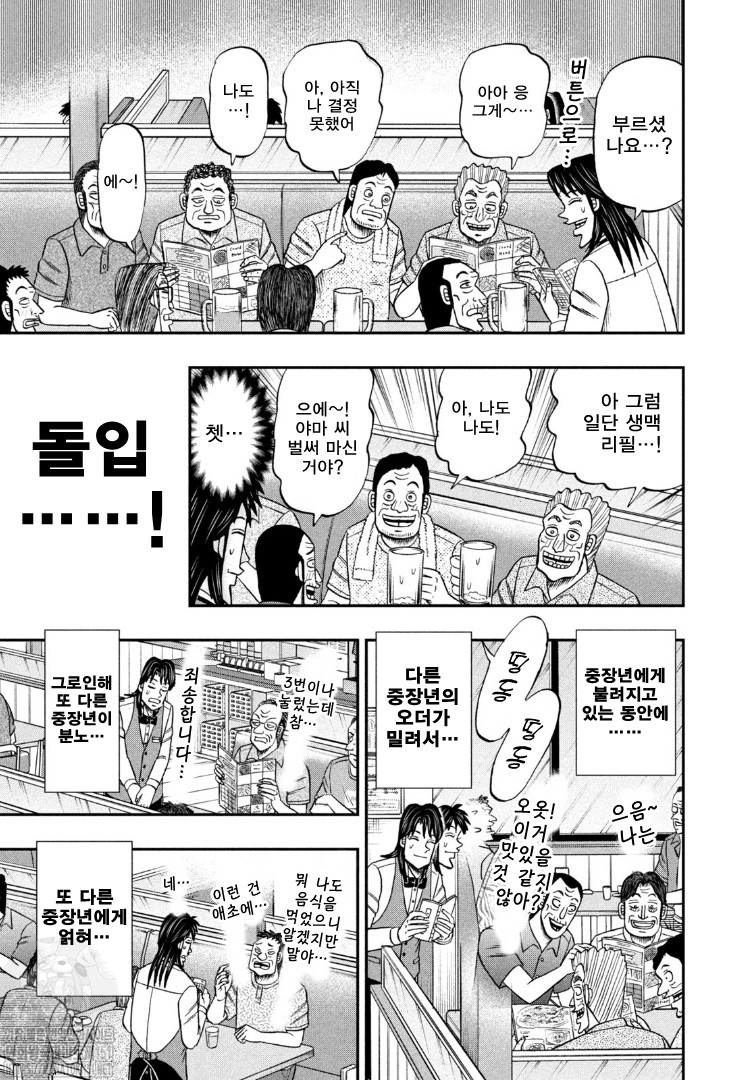 부르셨
나요…?
버튼으로…
아아 응
그게～…
아, 아직
나 결정
못했어
나도
…!
에～!
아 그럼
일단 생맥
리필…!
아, 나도
나도!
으에～!
야마 씨
벌써 마신
거야?
쳇…
돌입
……!
중장년에게
불려지고
있는 동안에
……
띵동
띵동
다른
중장년의
오더가
밀려서…
으음~
나는
오옷!
이거
맛있을
것 같지
않아?
그로인해
또 다른
중장년이
분노…
3번이나
눌렀는데
참…
죄송합니다…
또 다른
중장년에게
얽혀…
뭐 나도
음식을
먹었으니
알겠지만
말야…
이런 건
애초에…
네…